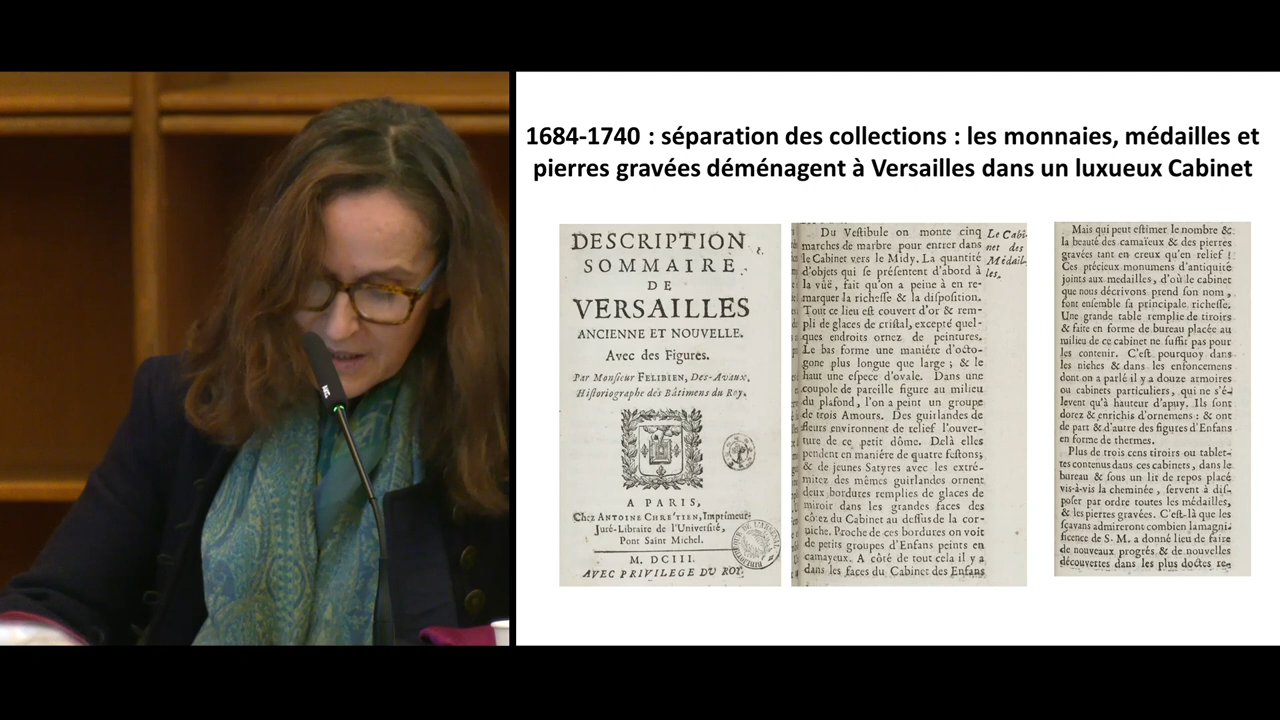 1684-1740 : séparation des collections : les monnaies, médailles et
pierres gravées déménagent à Versailles dans un luxueux Cabinet
DESCRIPTION
SOMMAIRE
DE
VERSAILLES
ANCIENNE ET NOUVELLE.
Avec des Figures.
Par Monsieur FELIBIEN, Des-Avaux,
Historiographe des Bâtimens du Roy.
A PARIS,
Chez ANTOINE CHRETIEN, Imprimeur-
Juré-Libraire de l'Université,
Pont Saint Michel.
M. DCIII.
AVEC PRIVILEGE DU ROY.
Du Vestibule on monte cinq
marches de marbre pour entrer dans
le Cabinet vers le Midy. La quantité
d'objets qui se présentent d'abord à
la vûë, fait qu'on a peine à en re-
marquer la richesse & la disposition.
Tout ce lieu est couvert d'or & rem-
pli de glaces de cristal, excepté quel-
ques endroits ornez de peintures.
Le bas forme une maniére d'octo-
gone plus longue que large ; & le
haut une espece d'ovale. Dans une
coupole de pareille figure au milieu
du plafond, l'on a peint un groupe
de trois Amours. Des guirlandes de
fleurs environnent de relief l'ouver-
ture de ce petit dôme. Delà elles
pendent en maniére de quatre festons;
& de jeunes Satyres avec les extré-
mitez des mêmes guirlandes ornent
deux bordures remplies de glaces de
miroir dans les grandes faces des
côtez du Cabinet au dessus de la cor-
niche. Proche de ces bordures on voit
de petits groupes d'Enfans peints en
camayeux. A côté de tout cela il y a
dans les faces du Cabinet des Enfans
Le Cabi-
net des
Médail-
les.
Mais qui peut estimer le nombre &
la beauté des camaïeux & des pierres
gravées tant en creux qu'en relief !
Ces précieux monumens d'antiquité
joints aux medailles, d'où le cabinet
que nous décrivons prend son nom,
font ensemble sa principale richesse.
Une grande table remplie de tiroirs
& faite en forme de bureau placée au
milieu de ce cabinet ne suffit pas pour
les contenir. C'est pourquoy dans
les niches & dans les enfoncemens
dont on a parlé il y a douze armoires
ou cabinets particuliers, qui ne s'é-
levent qu'à hauteur d'apuy. Ils sont
dorez & enrichis d'ornemens : & ont
de part & d'autre des figures d'Enfans
en forme de thermes.
Plus de trois cens tiroirs ou tablet-
tes contenus dans ces cabinets, dans le
bureau & sous un lit de repos placé
vis-à-vis la cheminée, servent à dis-
poser par ordre toutes les médailles,
& les pierres gravées. C'est-là que les
sçavans admireront combien la magni-
ficence de S. M. a donné lieu de faire
de nouveaux progrés & de nouvelles
découvertes dans les plus doctes re-